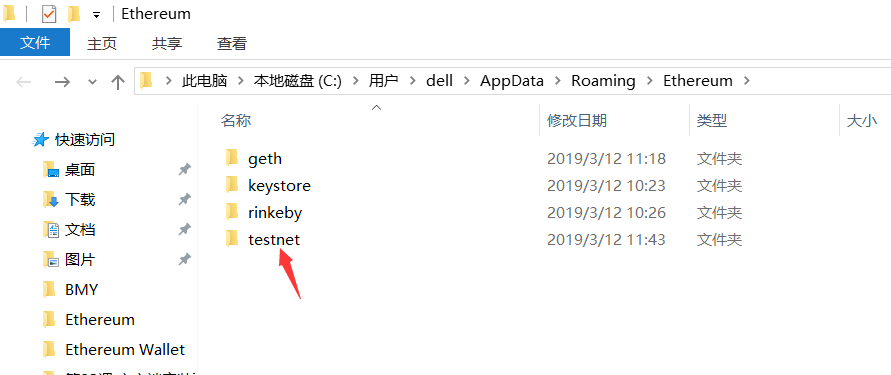 Ethereum
文件 主页 共享 查看
此电脑 本地磁盘 (C:) 用户 dell AppData Roaming Ethereum
名称 修改日期 类型 大小
快速访问
桌面
下载
文档
图片
BMY
Ethereum
Ethereum Wallet
geth 2019/3/12 11:18 文件夹
keystore 2019/3/12 10:23 文件夹
rinkeby 2019/3/12 10:26 文件夹
testnet 2019/3/12 11:43 文件夹